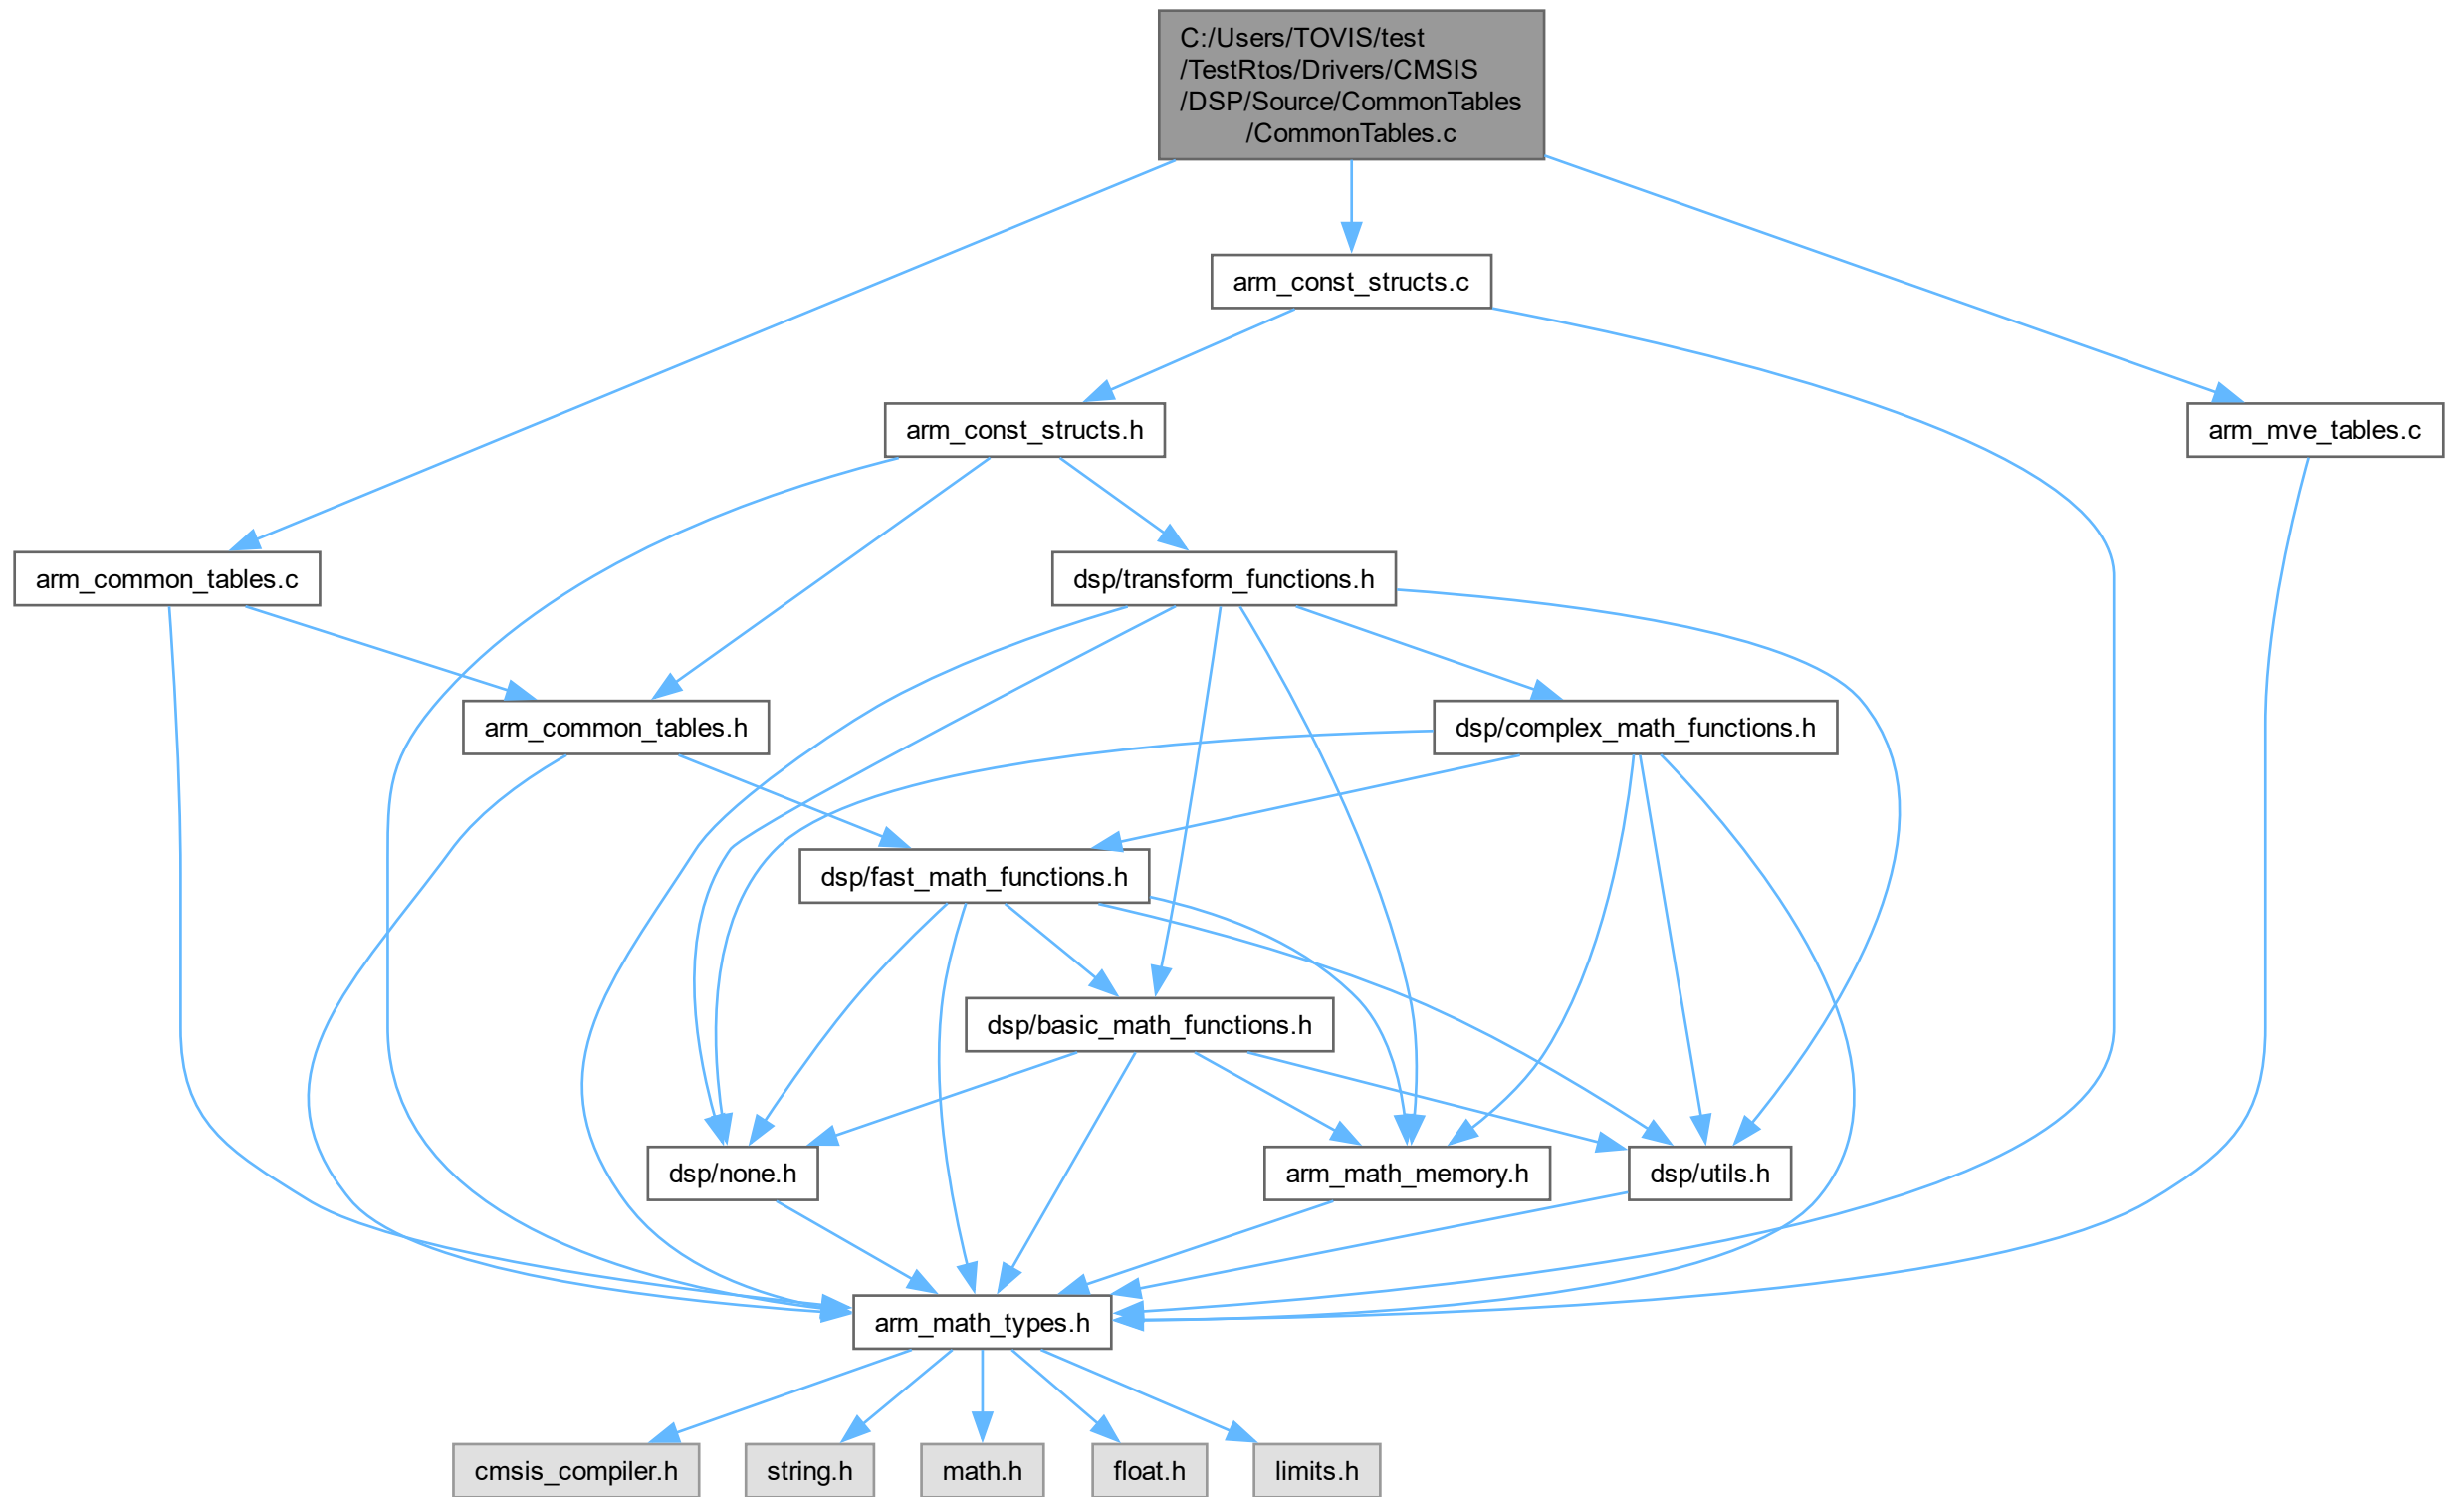 C:/Users/TOVIS/test
/TestRtos/Drivers/CMSIS
/DSP/Source/CommonTables
/CommonTables.c
arm_const_structs.c
arm_const_structs.h
arm_mve_tables.c
arm_common_tables.c
dsp/transform_functions.h
arm_common_tables.h
dsp/complex_math_functions.h
dsp/fast_math_functions.h
dsp/basic_math_functions.h
dsp/none.h
arm_math_memory.h
dsp/utils.h
arm_math_types.h
cmsis_compiler.h
string.h
math.h
float.h
limits.h